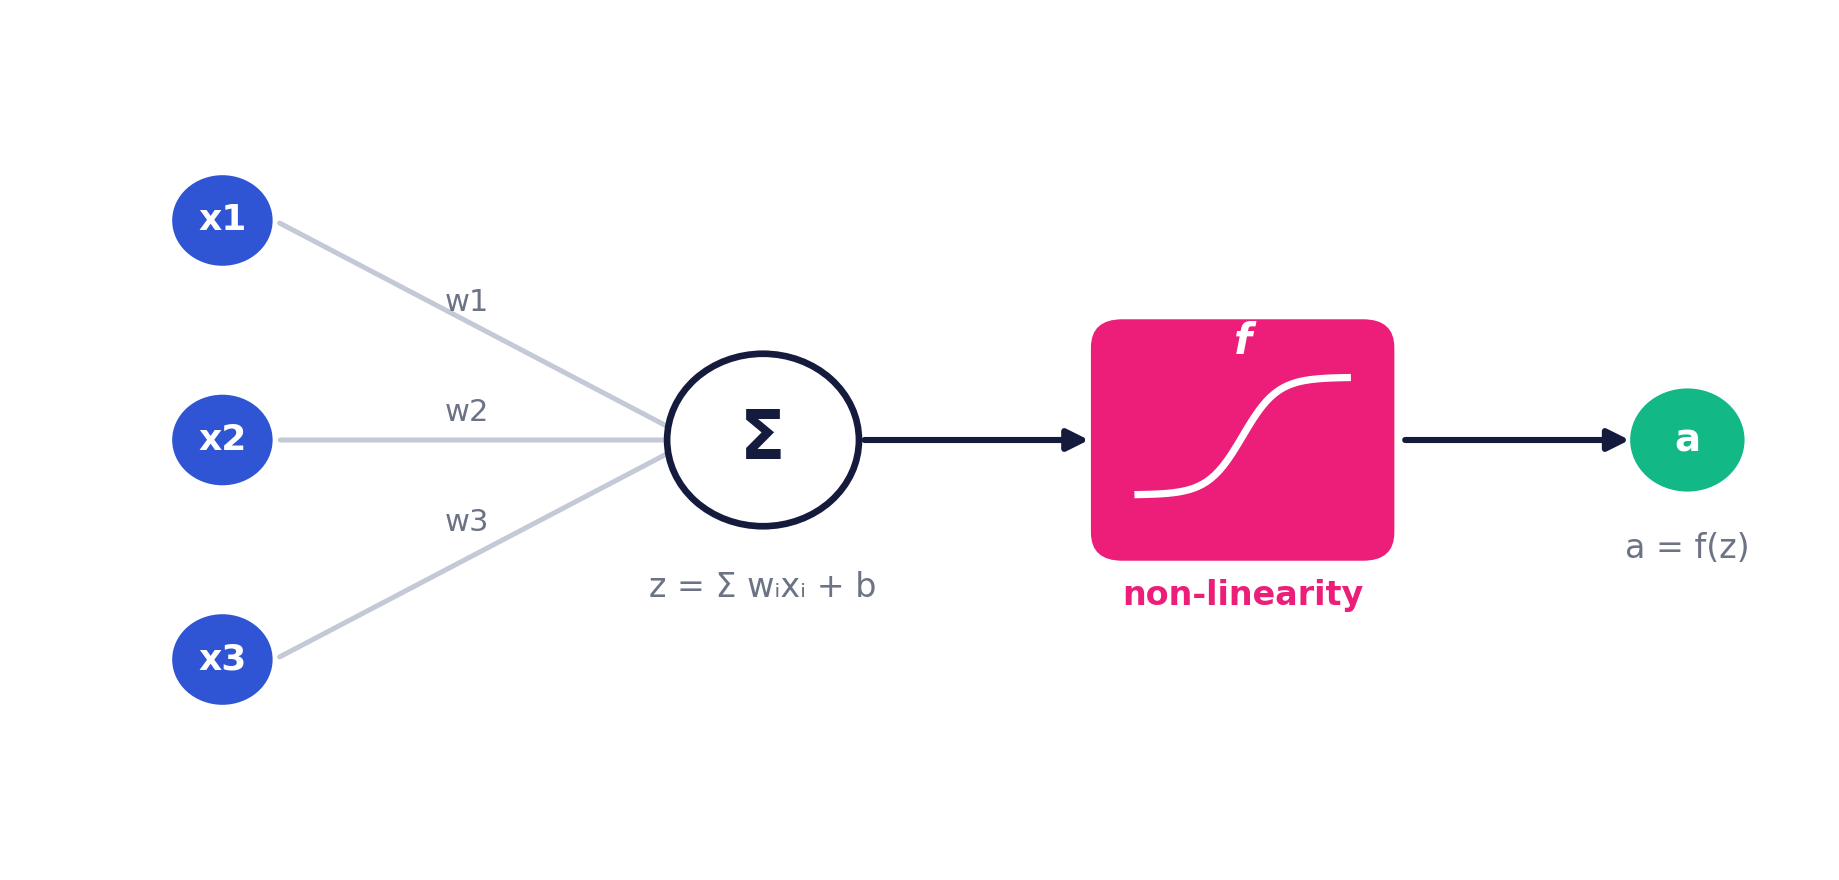 x1
w1
f
w2
x2
Σ
a
w3
a = f(z)
z = Σ wᵢxᵢ + b
non-linearity
x3